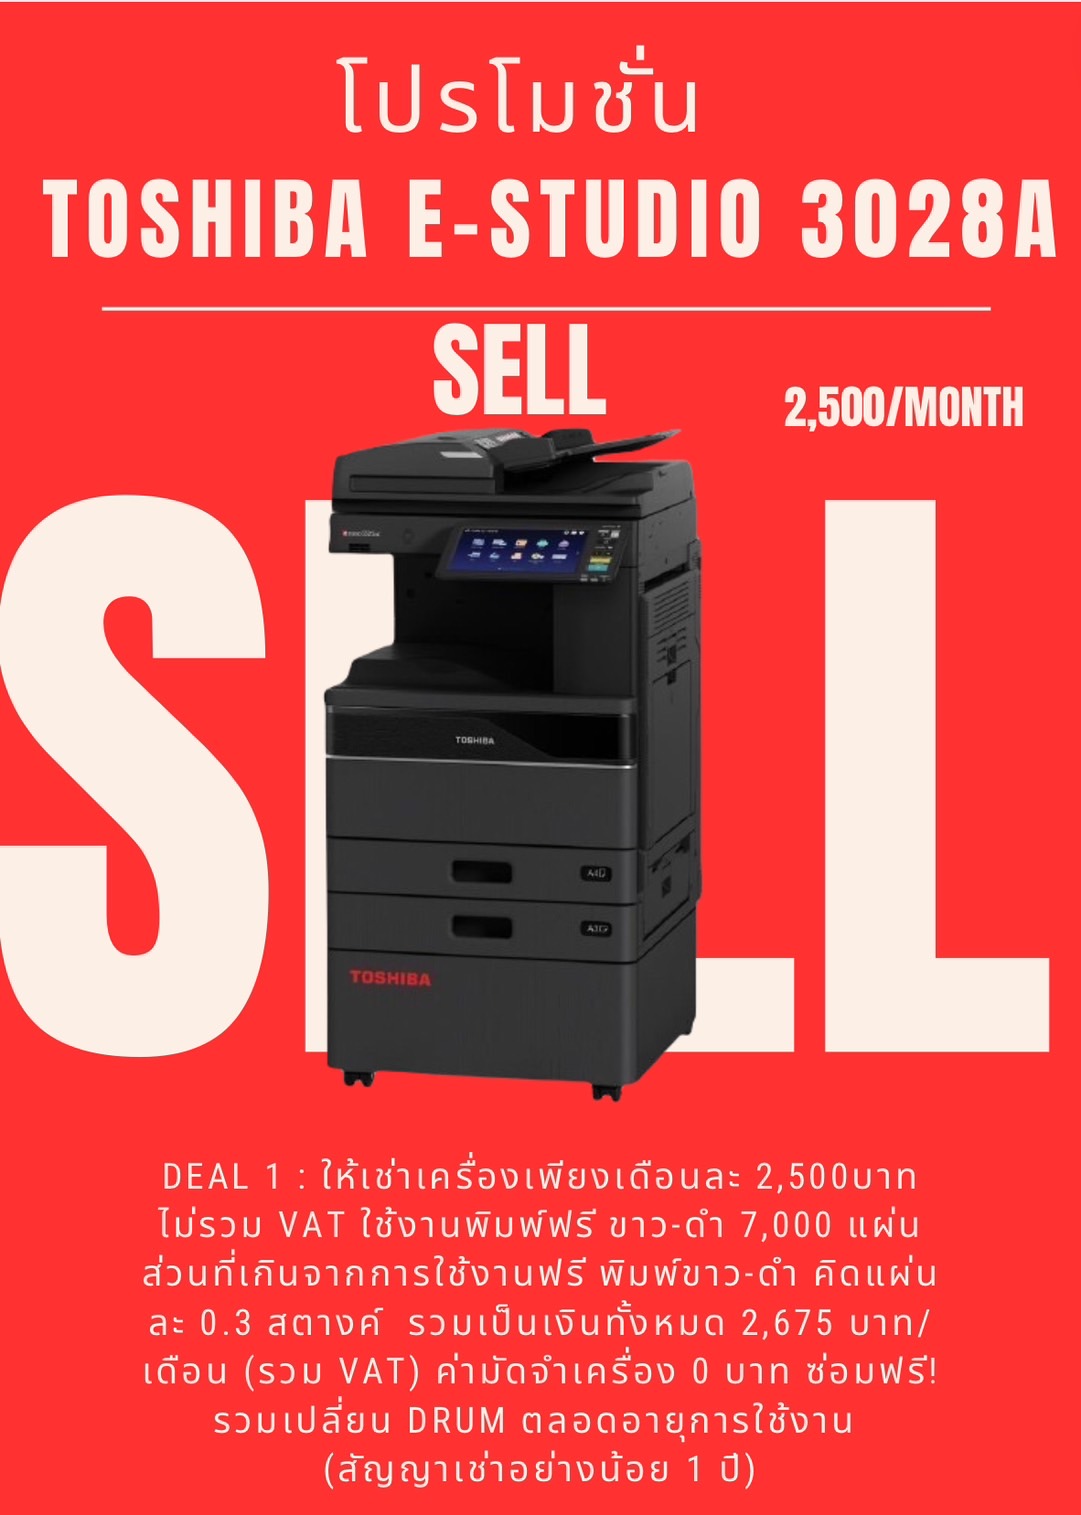 โปรโมชั่น
TOSHIBA E-STUDIO 3028A
SELL
2,500/MONTH
SELL
TOSHIBA
A4
A3
TOSHIBA
DEAL 1 : ให้เช่าเครื่องเพียงเดือนละ 2,500บาท
ไม่รวม VAT ใช้งานพิมพ์ฟรี ขาว-ดำ 7,000 แผ่น
ส่วนที่เกินจากการใช้งานฟรี พิมพ์ขาว-ดำ คิดแผ่น
ละ 0.3 สตางค์ รวมเป็นเงินทั้งหมด 2,675 บาท/
เดือน (รวม VAT) ค่ามัดจำเครื่อง 0 บาท ซ่อมฟรี!
รวมเปลี่ยน DRUM ตลอดอายุการใช้งาน
(สัญญาเช่าอย่างน้อย 1 ปี)